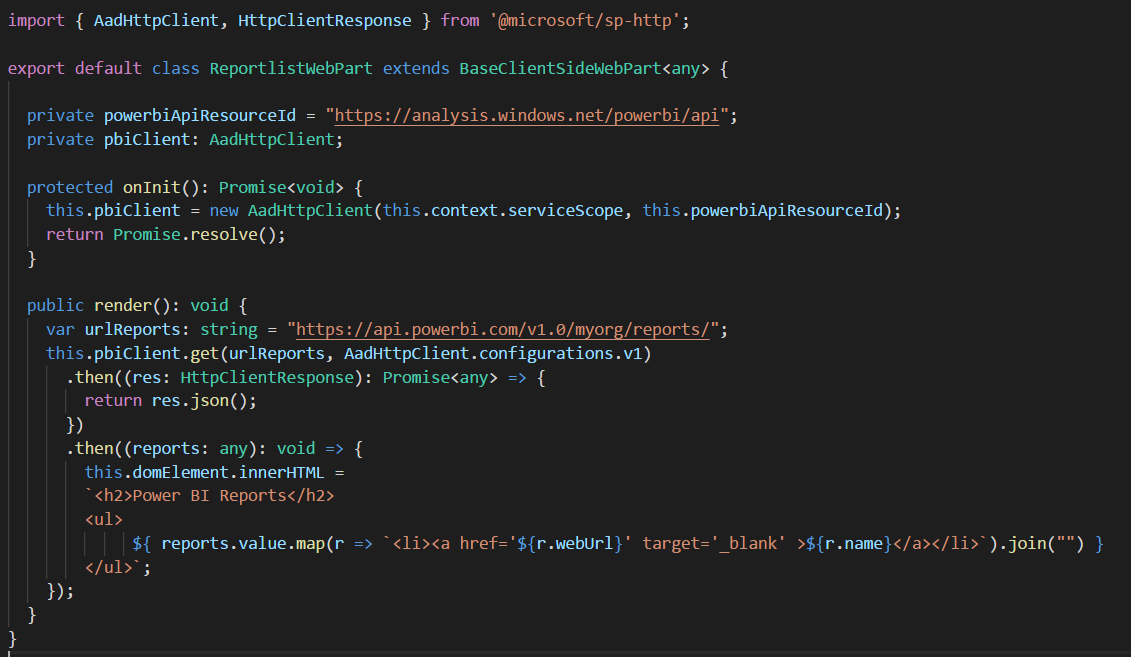 import { AadHttpClient, HttpClientResponse } from '@microsoft/sp-http';
export default class ReportlistWebPart extends BaseClientSideWebPart<any> {
private powerbiApiResourceId = "https://analysis.windows.net/powerbi/api";
private pbiClient: AadHttpClient;
protected onInit(): Promise<void> {
this.pbiClient = new AadHttpClient(this.context.serviceScope, this.powerbiApiResourceId);
return Promise.resolve();
}
public render(): void {
var urlReports: string = "https://api.powerbi.com/v1.0/myorg/reports/";
this.pbiClient.get(urlReports, AadHttpClient.configurations.v1)
.then((res: HttpClientResponse): Promise<any> => {
return res.json();
})
.then((reports: any): void => {
this.domElement.innerHTML =
`<h2>Power BI Reports</h2>
<ul>
${ reports.value.map(r => `<li><a href='${r.webUrl}' target='_blank' >${r.name}</a></li>`).join("") }
</ul>`;
});
}
}